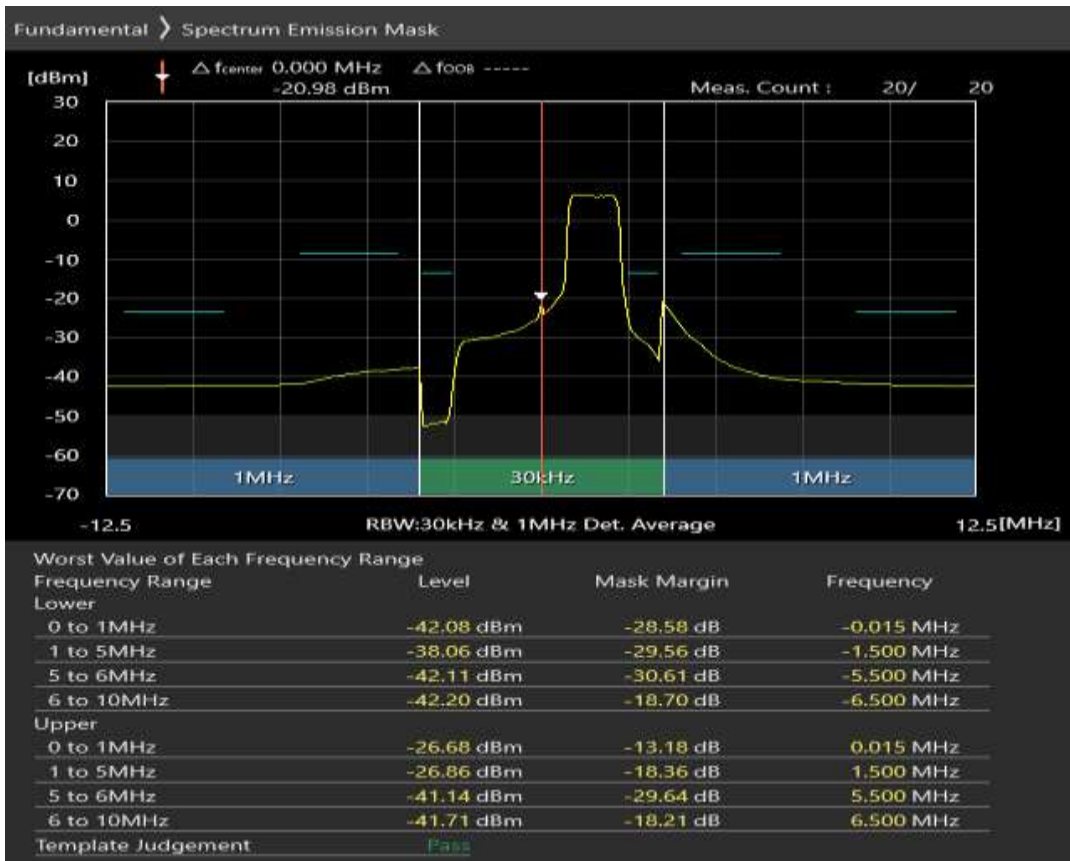 Fundamental ❯ Spectrum Emission Mask
△ fcenter 0.000 MHz △ fOOB -----
[dBm]
-20.98 dBm Meas. Count : 20/ 20
30
20
10
0
-10
-20
-30
-40
-50
-60
1MHz 30kHz 1MHz
-70
-12.5 RBW:30kHz & 1MHz Det. Average 12.5[MHz]
Worst Value of Each Frequency Range
Frequency Range Level Mask Margin Frequency
Lower
0 to 1MHz -42.08 dBm -28.58 dB -0.015 MHz
1 to 5MHz -38.06 dBm -29.56 dB -1.500 MHz
5 to 6MHz -42.11 dBm -30.61 dB -5.500 MHz
6 to 10MHz -42.20 dBm -18.70 dB -6.500 MHz
Upper
0 to 1MHz -26.68 dBm -13.18 dB 0.015 MHz
1 to 5MHz -26.86 dBm -18.36 dB 1.500 MHz
5 to 6MHz -41.14 dBm -29.64 dB 5.500 MHz
6 to 10MHz -41.71 dBm -18.21 dB 6.500 MHz
Template Judgement Pass